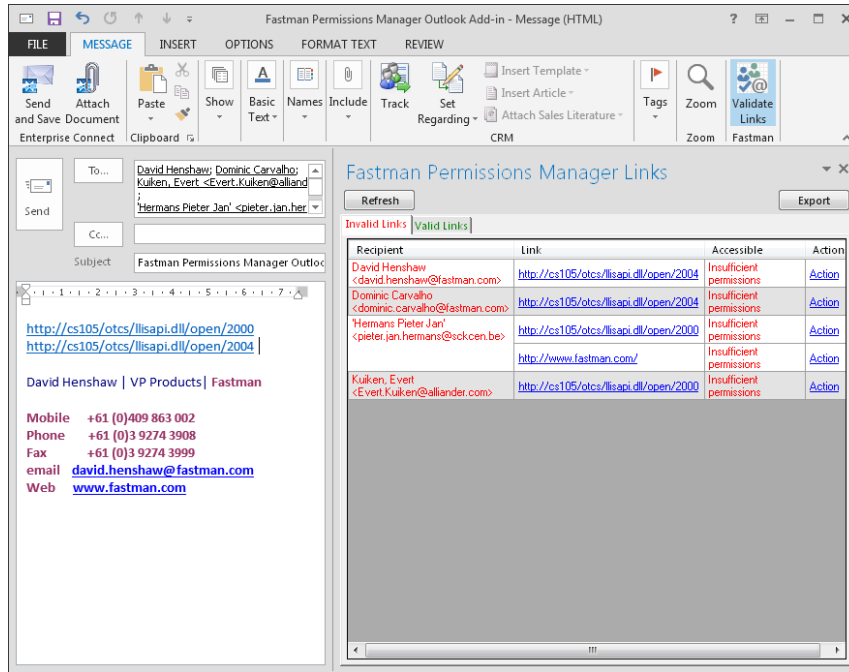 Fastman Permissions Manager Outlook Add-in - Message (HTML)
?
FILE MESSAGE INSERT OPTIONS FORMAT TEXT REVIEW
Send and Save
Attach Document
Enterprise Connect
Paste
Clipboard
Show
Basic Text
Names
Include
Track
Set Regarding
Insert Template
Insert Article
Attach Sales Literature
CRM
Tags
Zoom
Zoom
Validate Links
Fastman
Send
To...
David Henshaw; Dominic Carvalho;
Kuiken, Evert <Evert.Kuiken@alliand
;
'Hermans Pieter Jan' <pieter.jan.her
Cc...
Subject
Fastman Permissions Manager Outloo
1 2 3 4 5 6 7
http://cs105/otcs/llisapi.dll/open/2000
http://cs105/otcs/llisapi.dll/open/2004
David Henshaw | VP Products| Fastman
Mobile +61 (0)409 863 002
Phone +61 (0)3 9274 3908
Fax +61 (0)3 9274 3999
email david.henshaw@fastman.com
Web www.fastman.com
Fastman Permissions Manager Links
Refresh Export
Invalid Links Valid Links
Recipient Link Accessible Action
David Henshaw <david.henshaw@fastman.com> http://cs105/otcs/llisapi.dll/open/2004 Insufficient permissions Action
Dominic Carvalho <dominic.carvalho@fastman.com> http://cs105/otcs/llisapi.dll/open/2004 Insufficient permissions Action
'Hermans Pieter Jan' <pieter.jan.hermans@sckcen.be> http://cs105/otcs/llisapi.dll/open/2000 Insufficient permissions Action
http://www.fastman.com/ Insufficient permissions Action
Kuiken, Evert <Evert.Kuiken@alliander.com> http://cs105/otcs/llisapi.dll/open/2000 Insufficient permissions Action